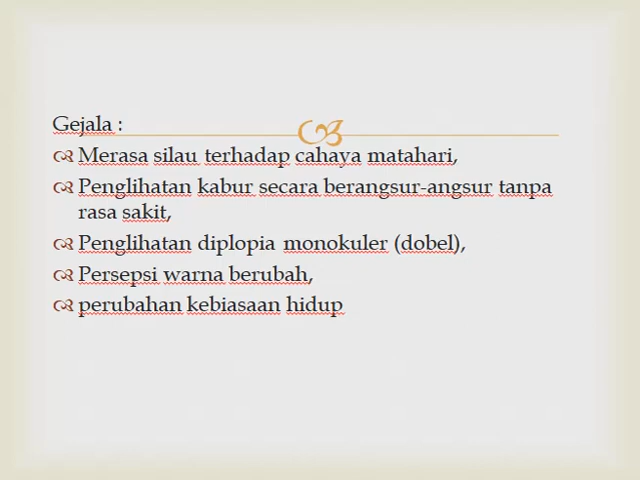 Gejala :
Merasa silau terhadap cahaya matahari,
Penglihatan kabur secara berangsur-angsur tanpa
rasa sakit,
Penglihatan diplopia monokuler (dobel),
Persepsi warna berubah,
perubahan kebiasaan hidup